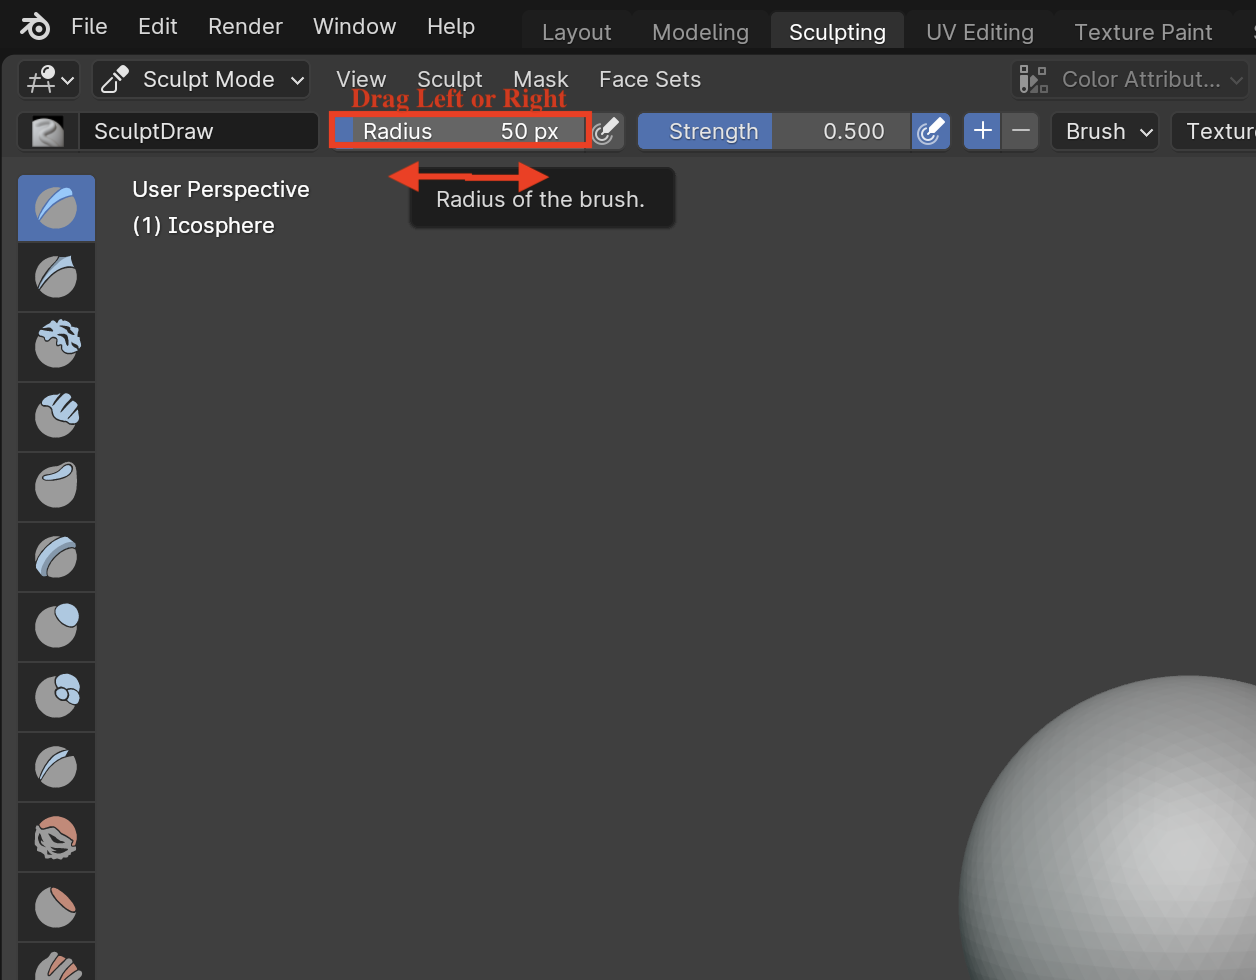 File Edit Render Window Help Layout Modeling Sculpting UV Editing Texture Paint
Sculpt Mode View Sculpt Mask Face Sets Color Attribut...
Drag Left or Right
SculptDraw Radius 50 px Strength 0.500 Brush Textur
Radius of the brush.
User Perspective
(1) Icosphere